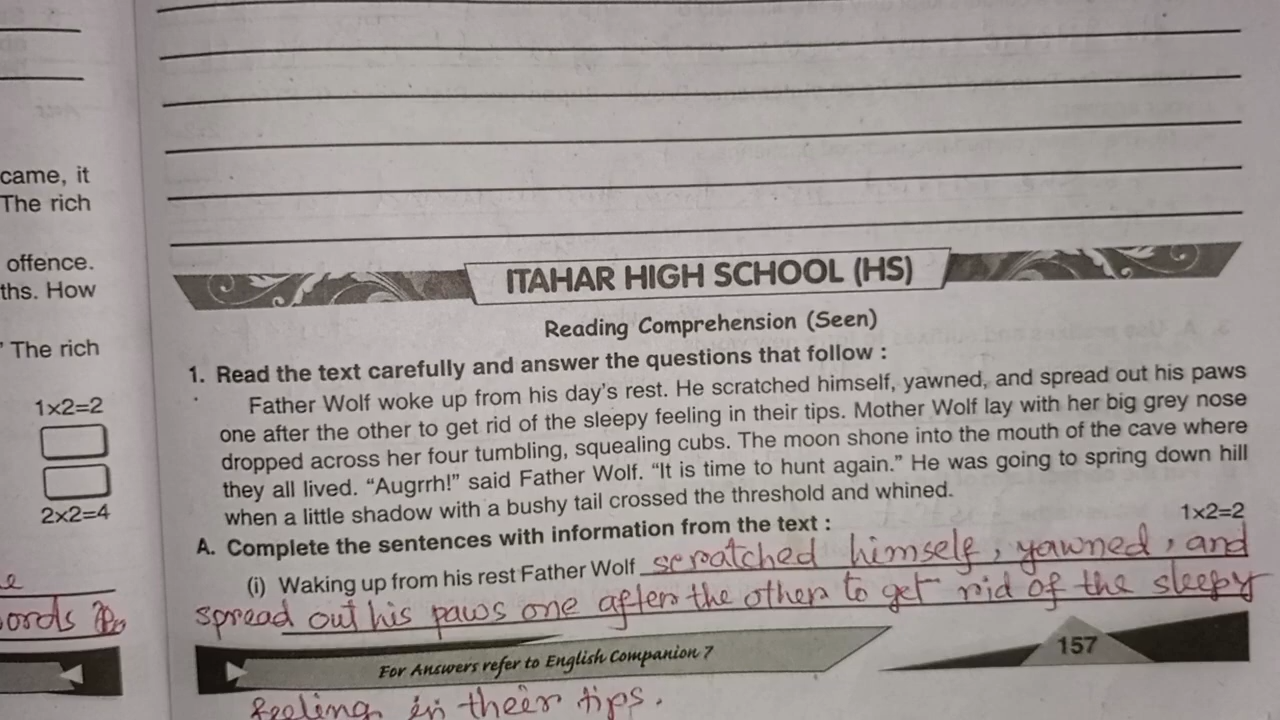 came, it
The rich
offence.
ths. How
" The rich
1x2=2
2x2=4
e
ords
ITAHAR HIGH SCHOOL (HS)
Reading Comprehension (Seen)
1. Read the text carefully and answer the questions that follow :
Father Wolf woke up from his day's rest. He scratched himself, yawned, and spread out his paws
one after the other to get rid of the sleepy feeling in their tips. Mother Wolf lay with her big grey nose
dropped across her four tumbling, squealing cubs. The moon shone into the mouth of the cave where
they all lived. “Augrrh!” said Father Wolf. “It is time to hunt again.” He was going to spring down hill
when a little shadow with a bushy tail crossed the threshold and whined.
A. Complete the sentences with information from the text : 1x2=2
(i) Waking up from his rest Father Wolf scratched himself, yawned, and
spread out his paws one after the other to get rid of the sleepy
For Answers refer to English Companion 7
157
feeling in their tips.